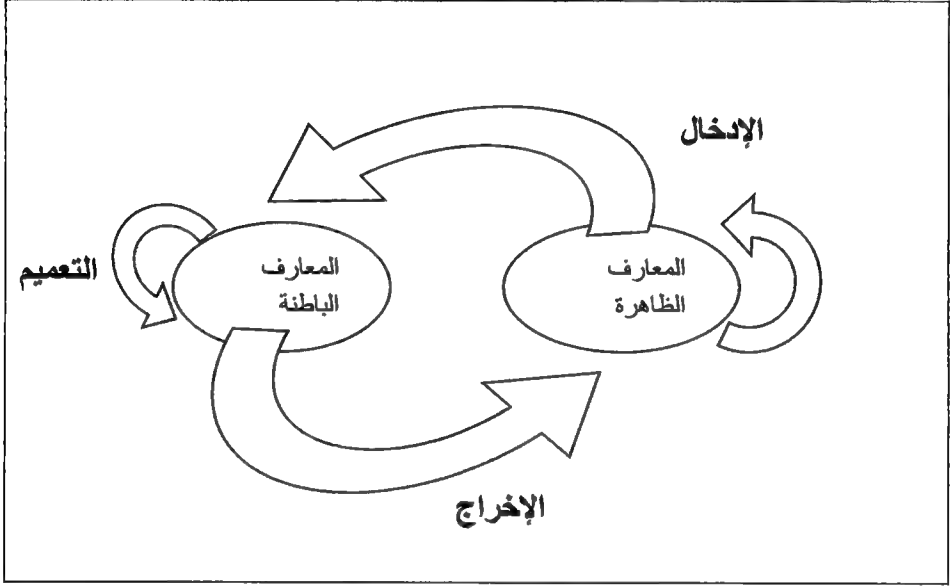 الإدخال
المعارف
الظاهرة
المعارف
الباطنة
التعميم
الإخراج